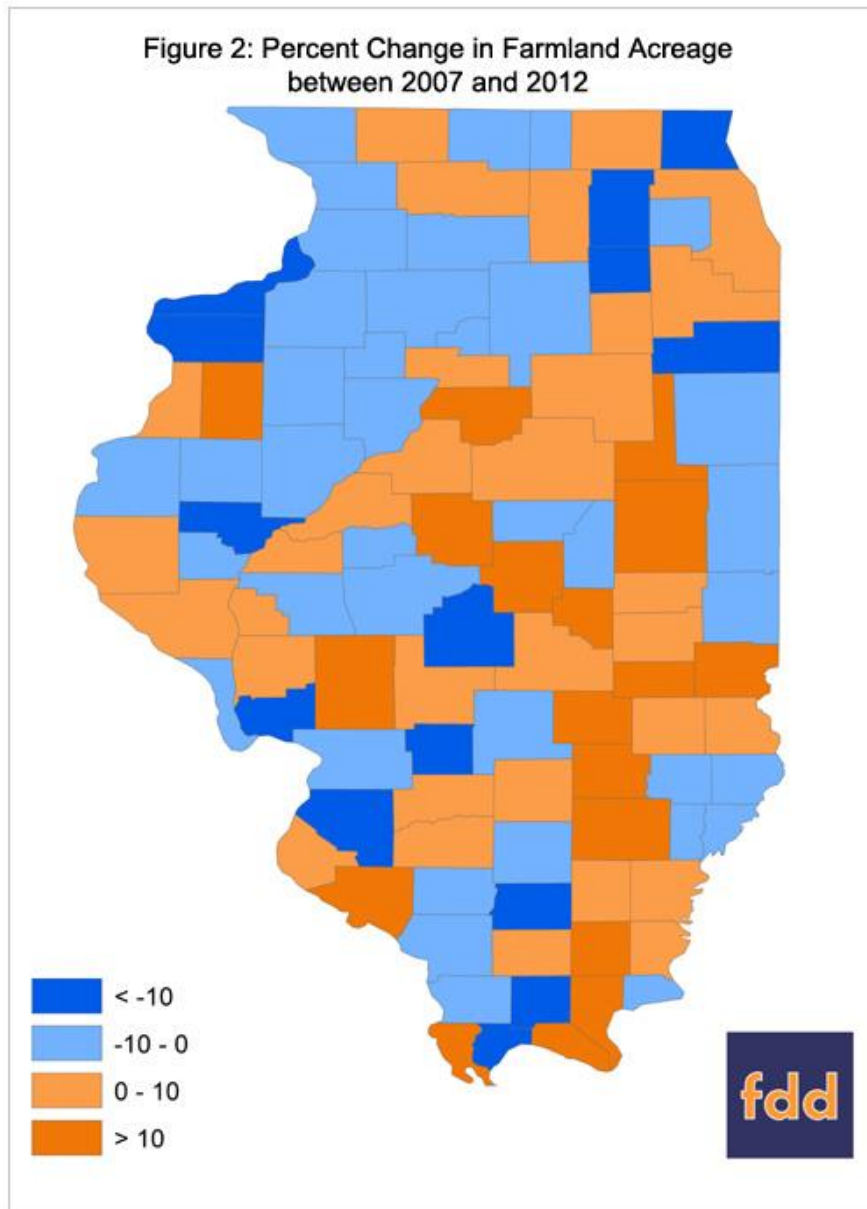 Figure 2: Percent Change in Farmland Acreage
between 2007 and 2012
< -10
-10 - 0
0 - 10
> 10
fdd